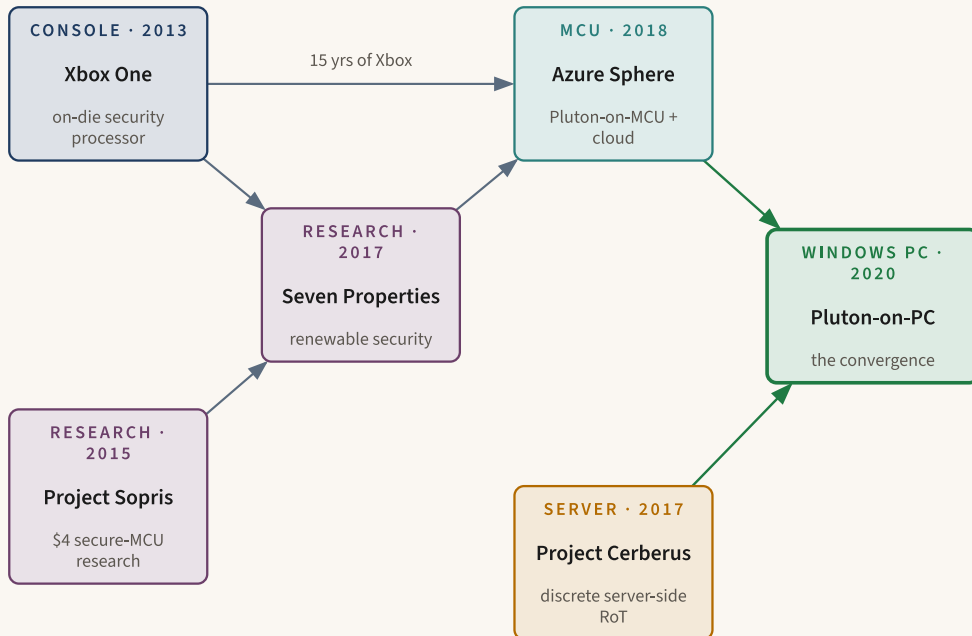 CONSOLE · 2013
Xbox One
on-die security
processor
15 yrs of Xbox
MCU · 2018
Azure Sphere
Pluton-on-MCU +
cloud
RESEARCH ·
2017
Seven Properties
renewable security
WINDOWS PC ·
2020
Pluton-on-PC
the convergence
RESEARCH ·
2015
Project Sopris
$4 secure-MCU
research
SERVER · 2017
Project Cerberus
discrete server-side
RoT